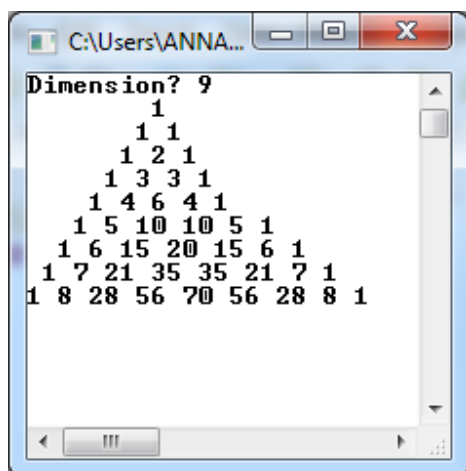 C:\Users\ANNA...
Dimension? 9
1
1 1
1 2 1
1 3 3 1
1 4 6 4 1
1 5 10 10 5 1
1 6 15 20 15 6 1
1 7 21 35 35 21 7 1
1 8 28 56 70 56 28 8 1